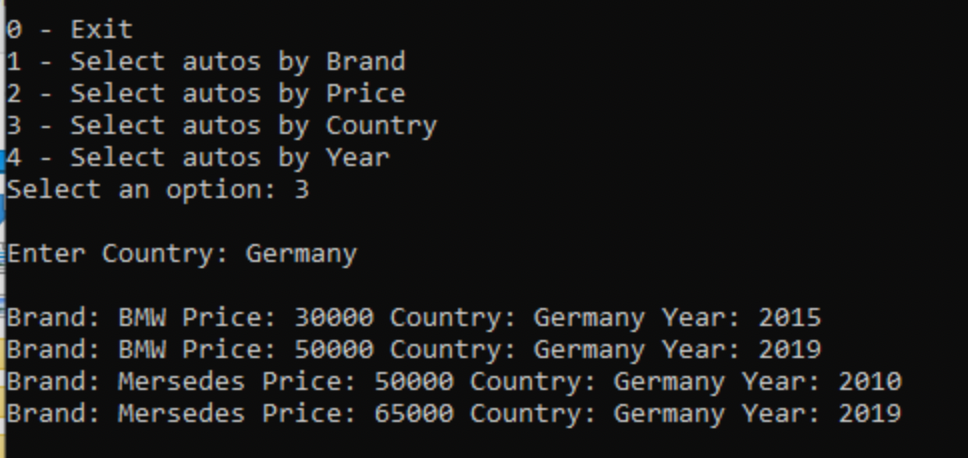 0 - Exit
1 - Select autos by Brand
2 - Select autos by Price
3 - Select autos by Country
4 - Select autos by Year
Select an option: 3
Enter Country: Germany
Brand: BMW Price: 30000 Country: Germany Year: 2015
Brand: BMW Price: 50000 Country: Germany Year: 2019
Brand: Mersedes Price: 50000 Country: Germany Year: 2010
Brand: Mersedes Price: 65000 Country: Germany Year: 2019